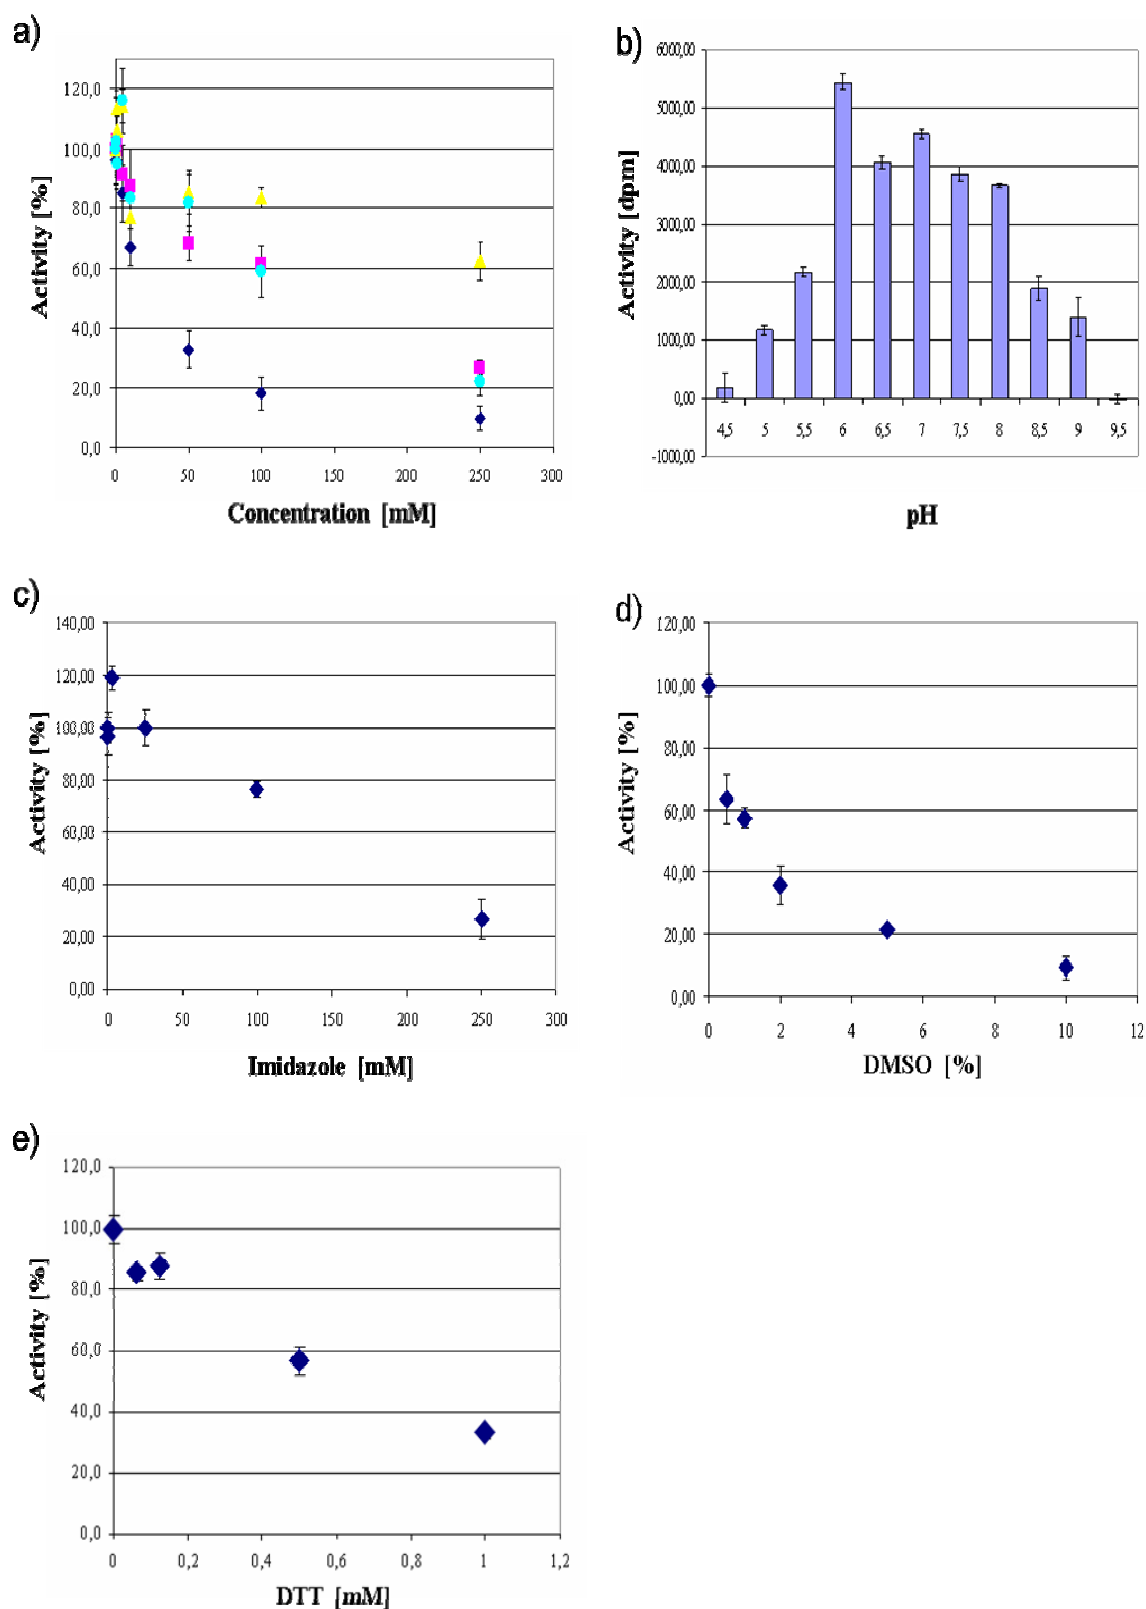 a)
120,0
100,0
80,0
60,0
40,0
20,0
0,0
Activity [%]
0 50 100 150 200 250 300
Concentration [mM]
b)
6000,00
5000,00
4000,00
3000,00
2000,00
1000,00
0,00
-1000,00
Activity [dpm]
4,5 5 5,5 6 6,5 7 7,5 8 8,5 9 9,5
pH
c)
140,00
120,00
100,00
80,00
60,00
40,00
20,00
0,00
Activity [%]
0 50 100 150 200 250 300
Imidazole [mM]
d)
120,00
100,00
80,00
60,00
40,00
20,00
0,00
Activity [%]
0 2 4 6 8 10 12
DMSO [%]
e)
120,0
100,0
80,0
60,0
40,0
20,0
0,0
Activity [%]
0 0,2 0,4 0,6 0,8 1 1,2
DTT [mM]